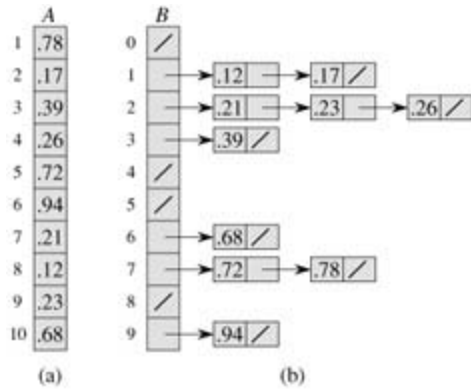 A B
1 .78 0 /
2 .17 1 .12 .17 /
3 .39 2 .21 .23 .26 /
4 .26 3 .39 /
5 .72 4 /
6 .94 5 /
7 .21 6 .68 /
8 .12 7 .72 .78 /
9 .23 8 /
10 .68 9 .94 /
(a) (b)